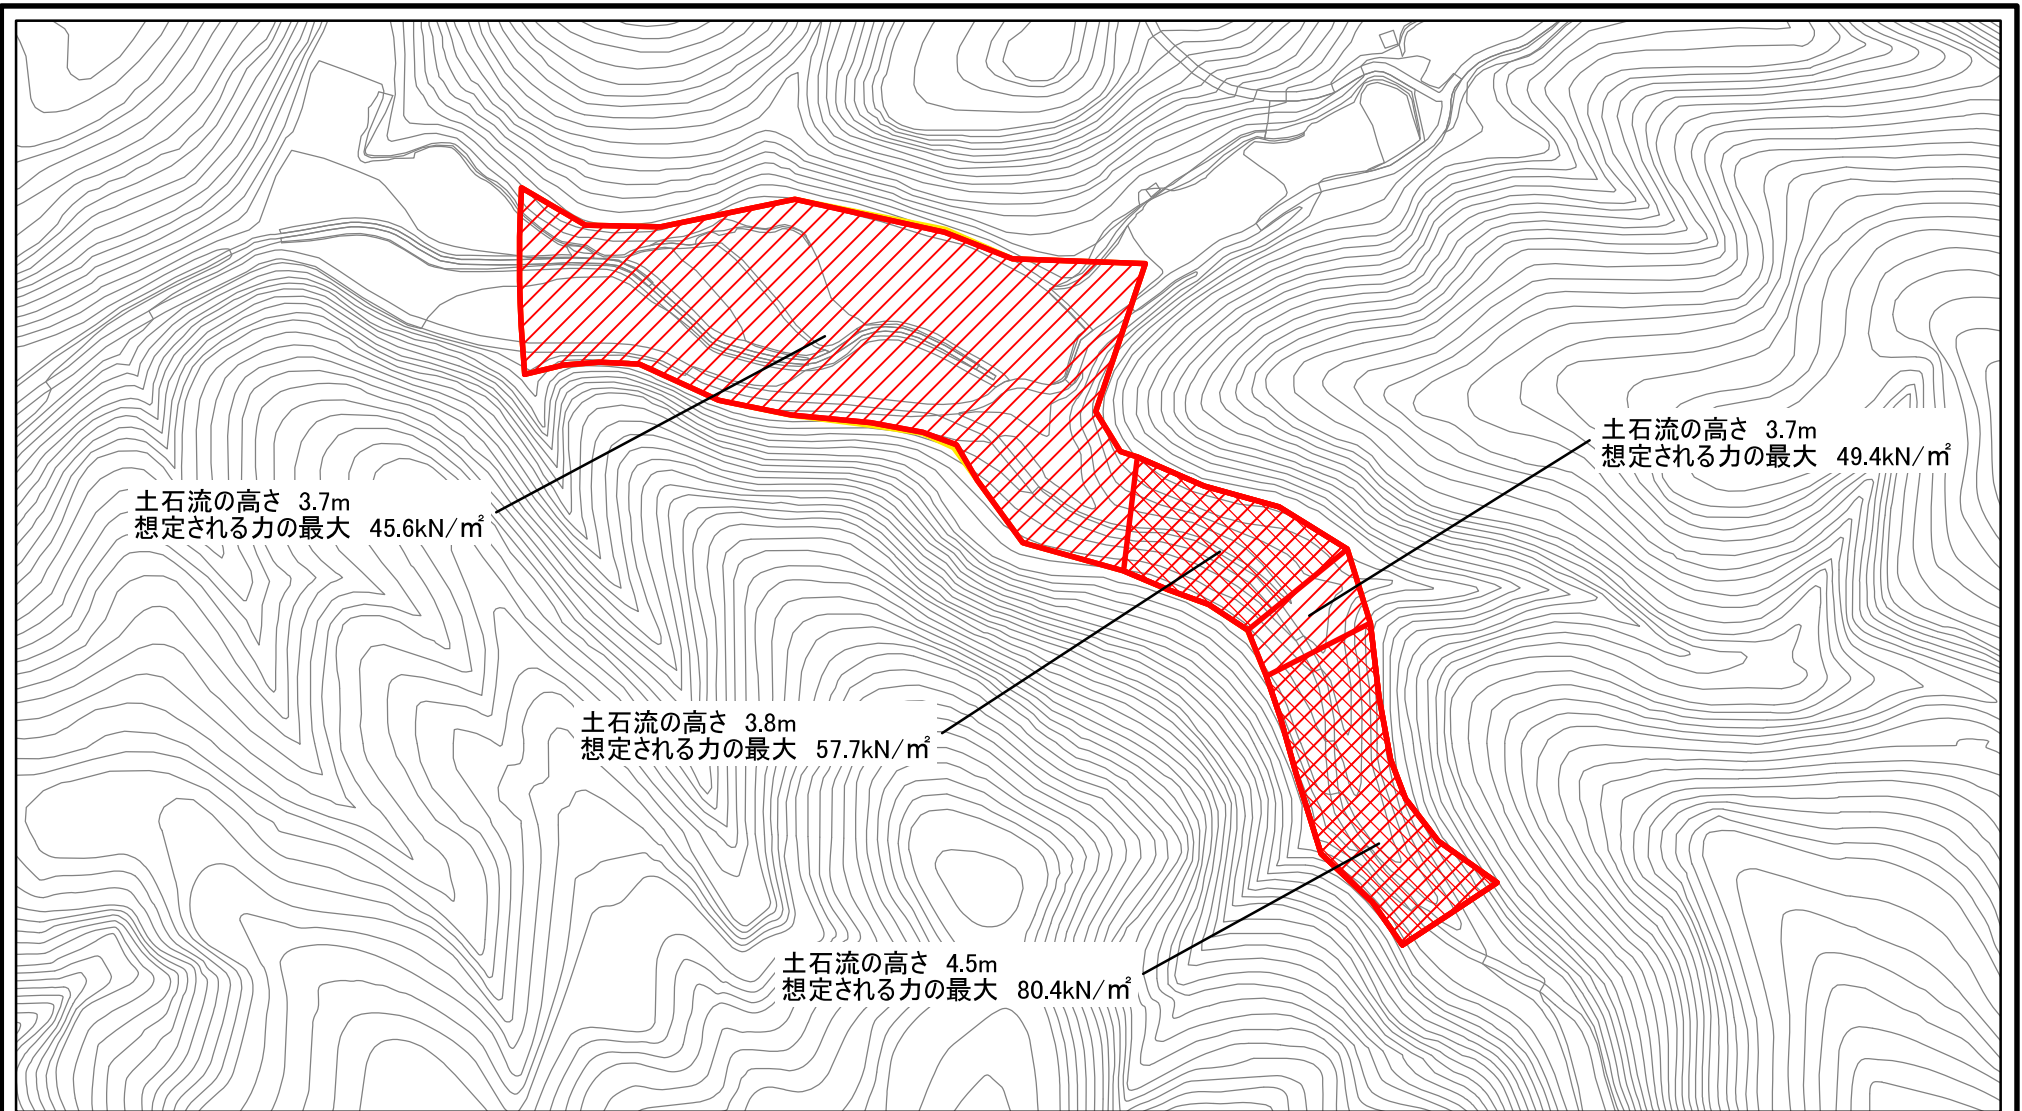 土石流の高さ 3.7m
想定される力の最大 49.4kN/㎡
土石流の高さ 3.7m
想定される力の最大 45.6kN/㎡
土石流の高さ 3.8m
想定される力の最大 57.7kN/㎡
土石流の高さ 4.5m
想定される力の最大 80.4kN/㎡